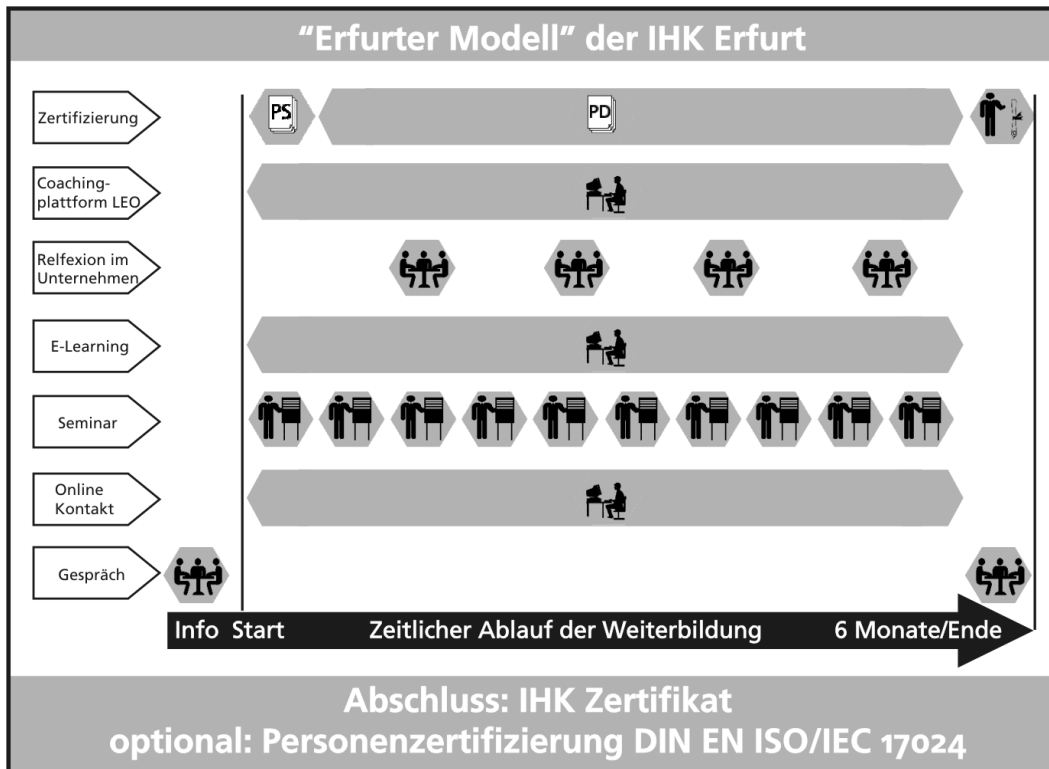 "Erfurter Modell" der IHK Erfurt
Zertifizierung
PS
PD
Coaching-
plattform LEO
Relfexion im
Unternehmen
E-Learning
Seminar
Online
Kontakt
Gespräch
Info Start Zeitlicher Ablauf der Weiterbildung 6 Monate/Ende
Abschluss: IHK Zertifikat
optional: Personenzertifizierung DIN EN ISO/IEC 17024